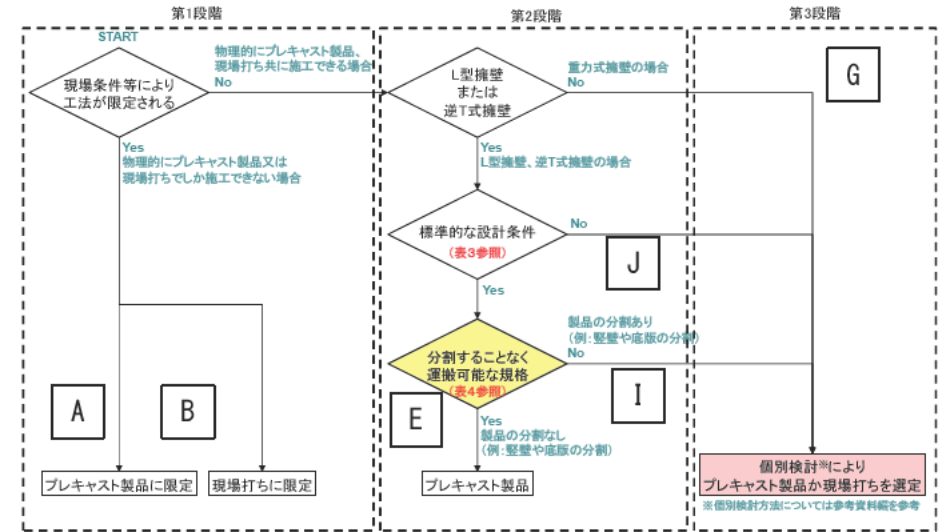 第1段階
START
現場条件等により
工法が限定される
物理的にプレキャスト製品、
現場打ち共に施工できる場合
No
Yes
物理的にプレキャスト製品又は
現場打ちでしか施工できない場合
A
B
プレキャスト製品に限定
現場打ちに限定
第2段階
L型擁壁
または
逆T式擁壁
重力式擁壁の場合
No
Yes
L型擁壁、逆T式擁壁の場合
標準的な設計条件
(表3参照)
No
J
Yes
分割することなく
運搬可能な規格
(表4参照)
製品の分割あり
(例:竪壁や底版の分割)
No
I
E
Yes
製品の分割なし
(例:竪壁や底版の分割)
プレキャスト製品
第3段階
G
個別検討※により
プレキャスト製品か現場打ちを選定
※個別検討方法については参考資料編を参考